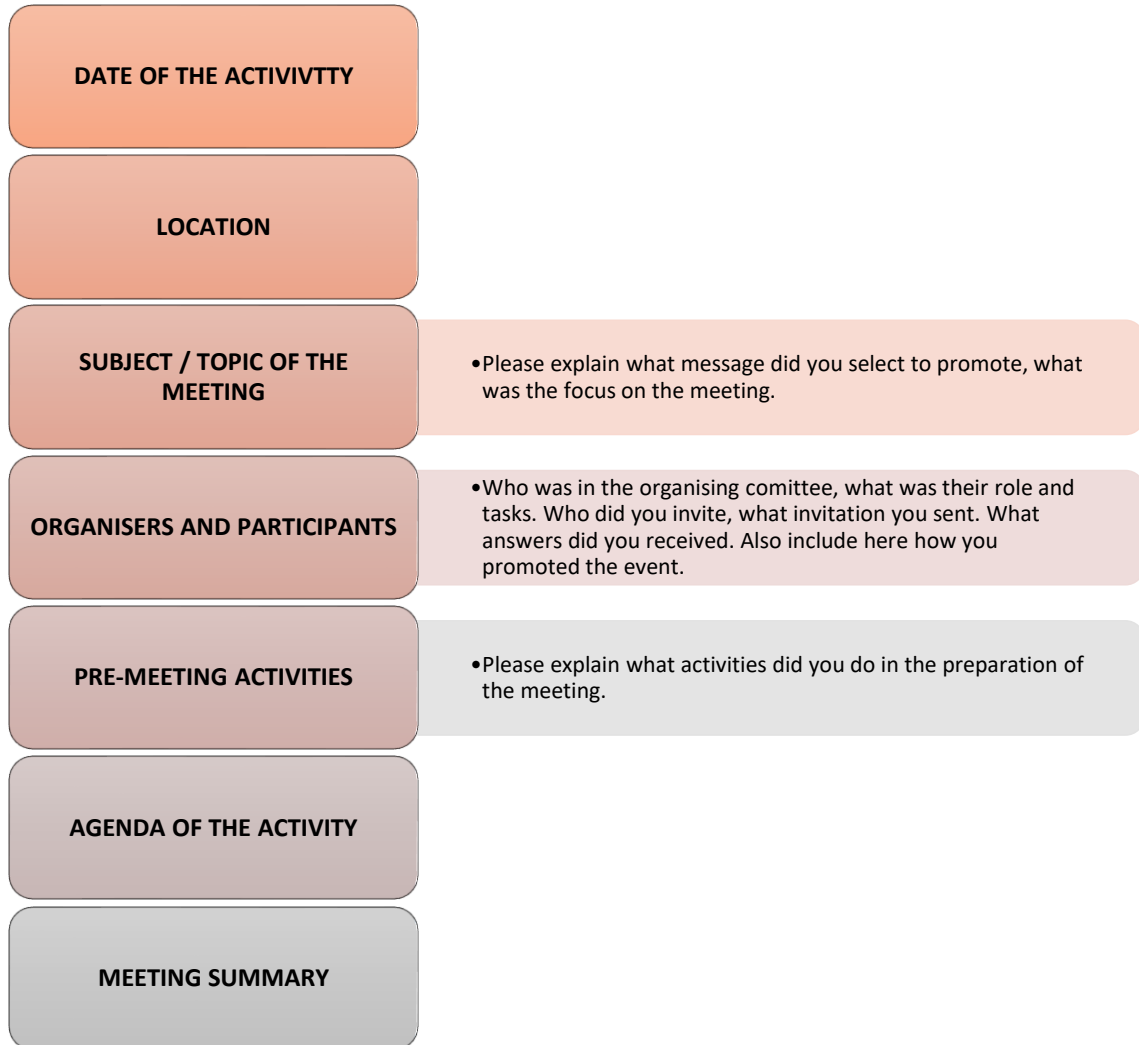 DATE OF THE ACTIVIVTTY
LOCATION
SUBJECT / TOPIC OF THE
MEETING
•Please explain what message did you select to promote, what
was the focus on the meeting.
ORGANISERS AND PARTICIPANTS
•Who was in the organising comittee, what was their role and
tasks. Who did you invite, what invitation you sent. What
answers did you received. Also include here how you
promoted the event.
PRE-MEETING ACTIVITIES
•Please explain what activities did you do in the preparation of
the meeting.
AGENDA OF THE ACTIVITY
MEETING SUMMARY